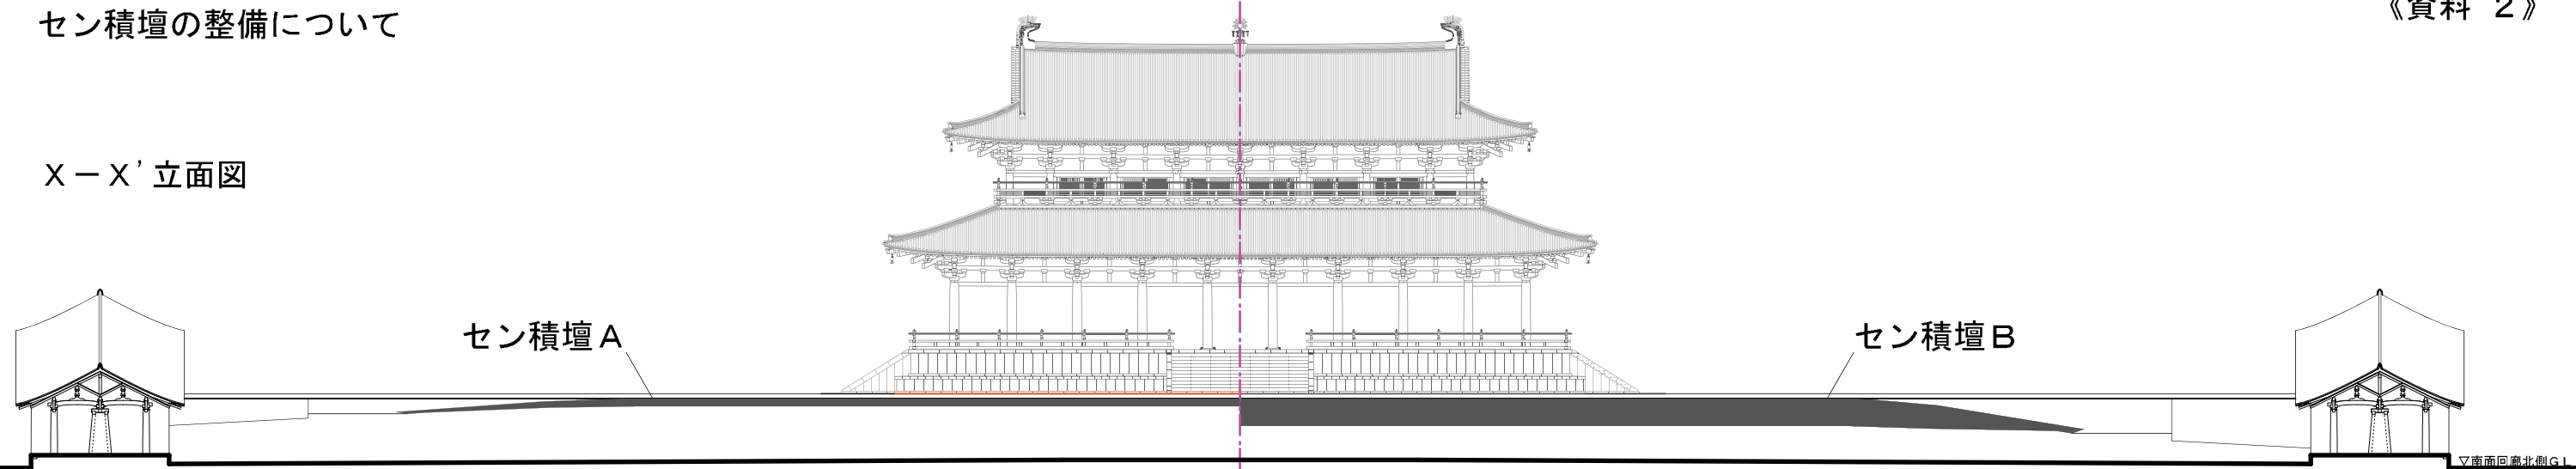 セン積壇の整備について
《資料 2》
X－X’立面図
セン積壇A
セン積壇B
▽南面回廊北側GL